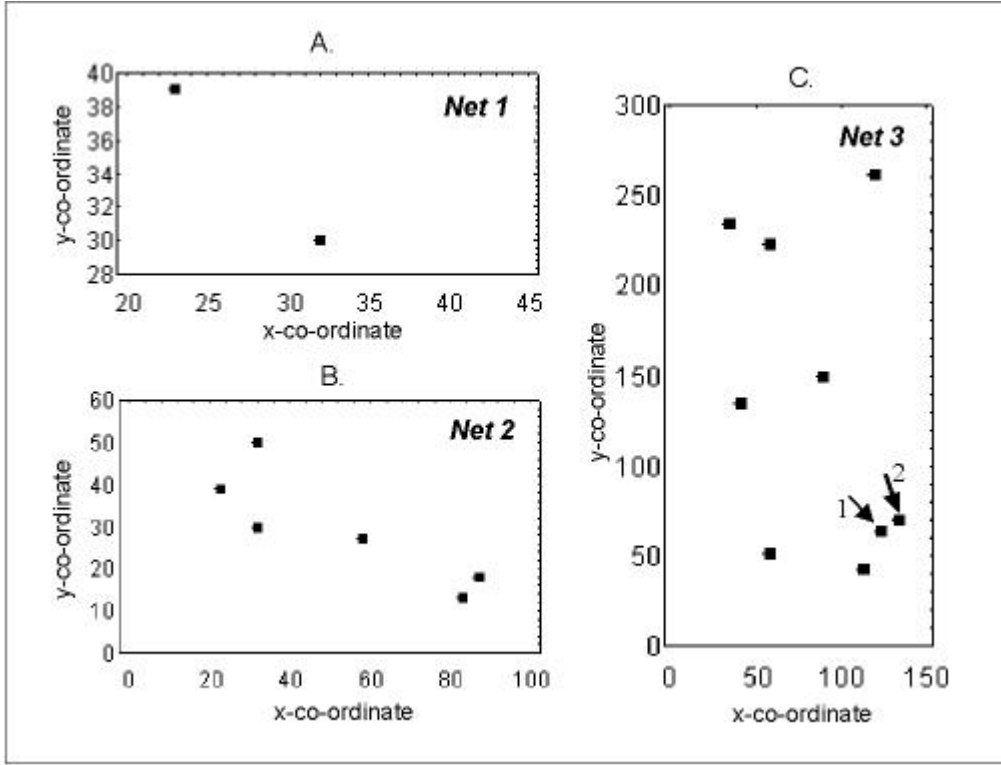 A.
Net 1
y-co-ordinate
40
38
36
34
32
30
28
20 25 30 35 40 45
x-co-ordinate
B.
Net 2
y-co-ordinate
60
50
40
30
20
10
0
0 20 40 60 80 100
x-co-ordinate
C.
Net 3
y-co-ordinate
300
250
200
150
100
50
0
1
2
0 50 100 150
x-co-ordinate